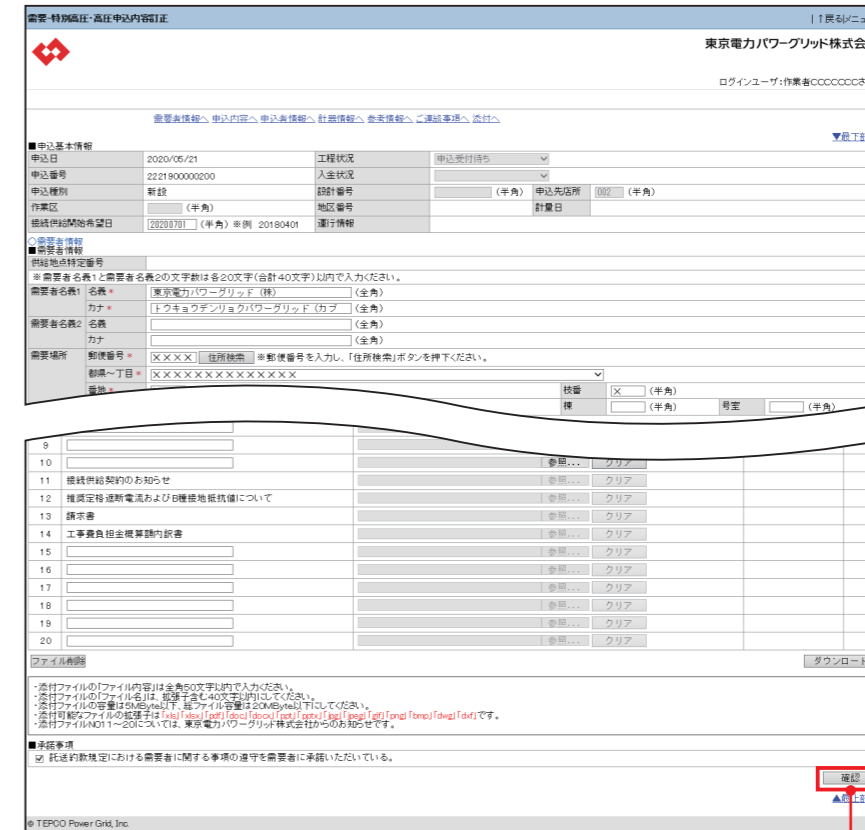 需要-特別高圧・高圧申込内容訂正 |↑戻る|メニュ
東京電力パワーグリッド株式会
ログインユーザ:作業者CCCCCCCさ
需要者情報へ 申込内容へ 申込者情報へ 計器情報へ 参考情報へ ご連絡事項へ 添付へ
▼最下部
■申込基本情報
申込日 2020/05/21 工程状況 申込受付待ち
申込番号 2221900000200 入金状況
申込種別 新設 設計番号 (半角) 申込先店所 002 (半角)
作業区 (半角) 地区番号 計量日
接続供給開始希望日 20200701 (半角) ※例 20180401 運行情報
○需要者情報
■需要者情報
供給地点特定番号
※需要者名義1と需要者名義2の文字数は各20文字(合計40文字)以内で入力ください。
需要者名義1 名義* 東京電力パワーグリッド (株) (全角)
カナ* トウキョウデンリョクパワーグリッド (カブ (全角)
需要者名義2 名義 (全角)
カナ (全角)
需要場所 郵便番号* XXXX 住所検索 ※郵便番号を入力し、「住所検索」ボタンを押下ください。
都県~丁目* XXXXXXXXXXXXXX
番地* 枝番 X (半角)
棟 (半角) 号室 (半角)
9
10 参照... クリア
11 接続供給契約のお知らせ 参照... クリア
12 推奨定格遮断電流およびB種接地抵抗値について 参照... クリア
13 請求書 参照... クリア
14 工事費負担金概算額内訳書 参照... クリア
15 参照... クリア
16 参照... クリア
17 参照... クリア
18 参照... クリア
19 参照... クリア
20 参照... クリア
ファイル削除 ダウンロード
・添付ファイルの「ファイル内容」は全角50文字以内で入力ください。
・添付ファイルの「ファイル名」は、拡張子含む40文字以内にしてください。
・添付ファイルの容量は5MByte以下、総ファイル容量は20MByte以下にしてください。
・添付可能なファイルの拡張子は「xls」「xlsx」「pdf」「doc」「docx」「ppt」「pptx」「jpg」「jpeg」「gif」「png」「bmp」「dwg」「dxf」です。
・添付ファイルNO11~20については、東京電力パワーグリッド株式会社からのお知らせです。
■承諾事項
託送約款規定における需要者に関する事項の遵守を需要者に承諾いただいている。
確認
▲最上部
© TEPCO Power Grid, Inc.